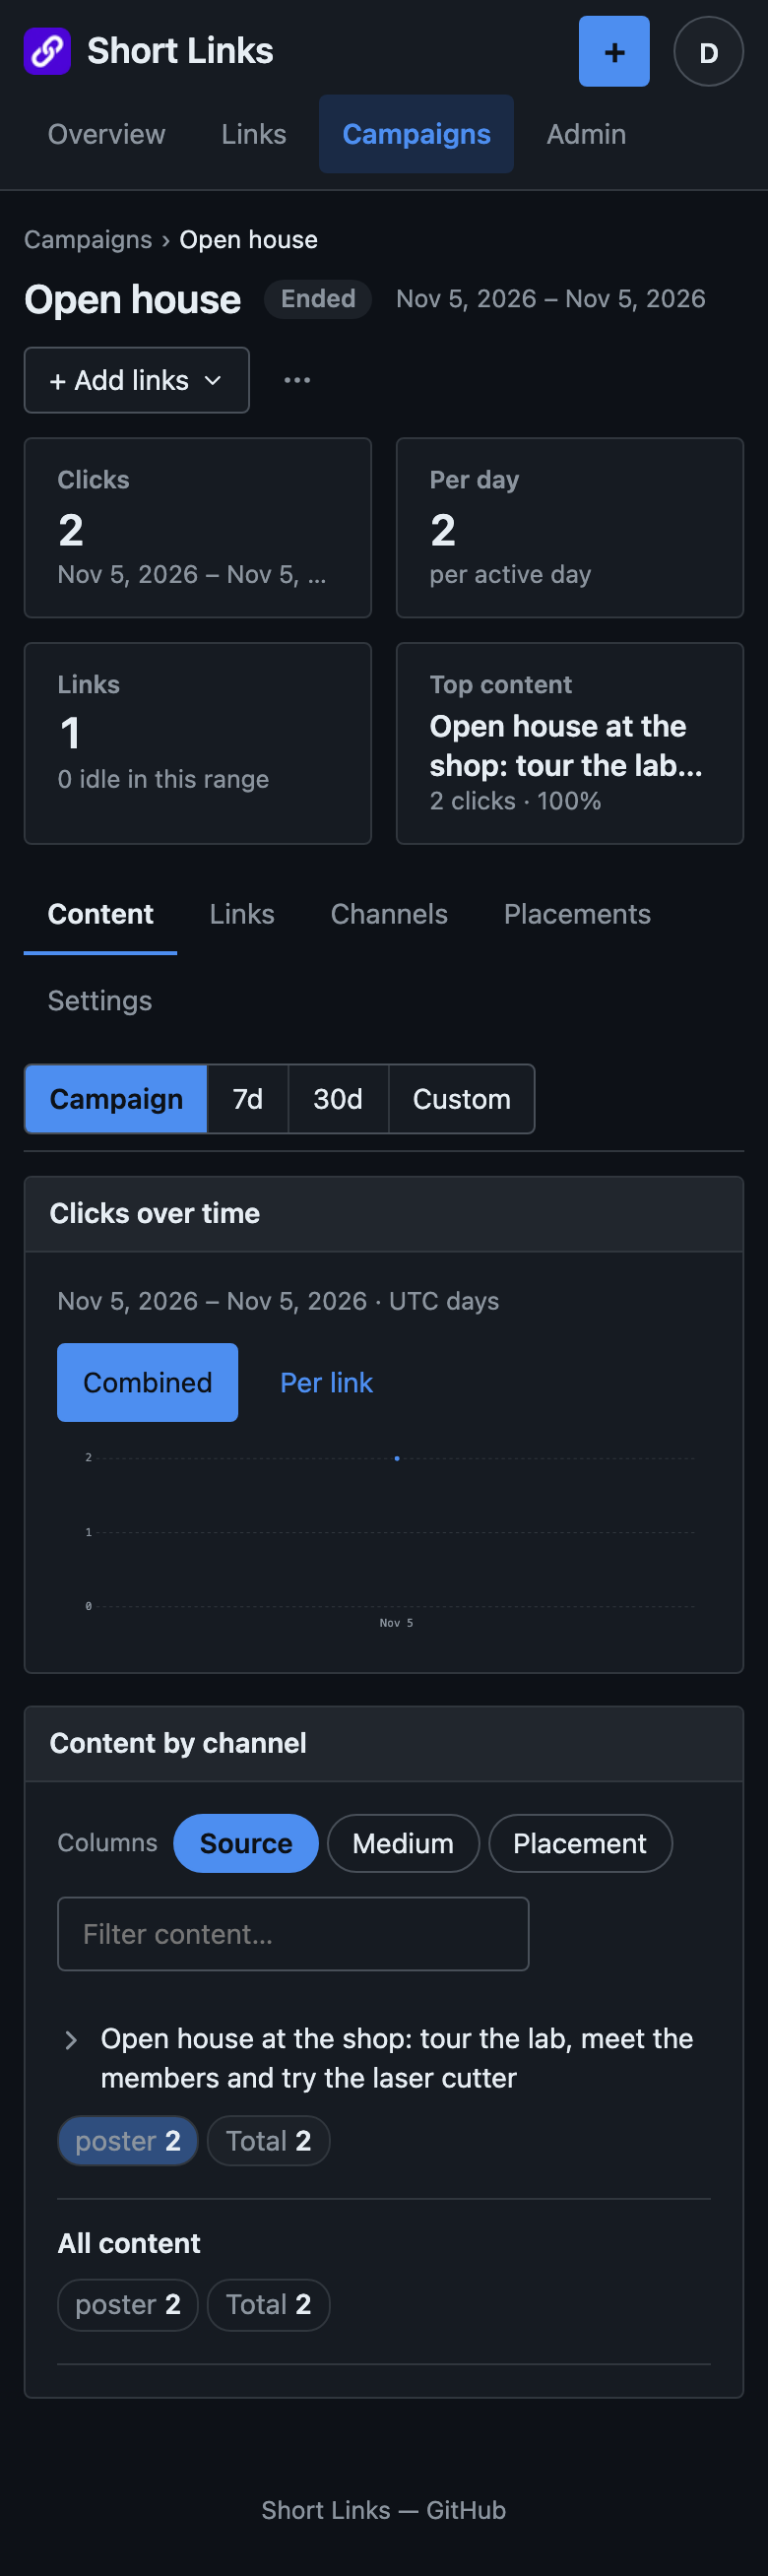 Short Links
+
D
Overview Links Campaigns Admin
Campaigns › Open house
Open house Ended Nov 5, 2026 – Nov 5, 2026
+ Add links
Clicks
2
Nov 5, 2026 – Nov 5, ...
Per day
2
per active day
Links
1
0 idle in this range
Top content
Open house at the
shop: tour the lab...
2 clicks · 100%
Content Links Channels Placements
Settings
Campaign 7d 30d Custom
Clicks over time
Nov 5, 2026 – Nov 5, 2026 · UTC days
Combined Per link
2
1
0
Nov 5
Content by channel
Columns Source Medium Placement
Filter content...
Open house at the shop: tour the lab, meet the
members and try the laser cutter
poster 2 Total 2
All content
poster 2 Total 2
Short Links — GitHub